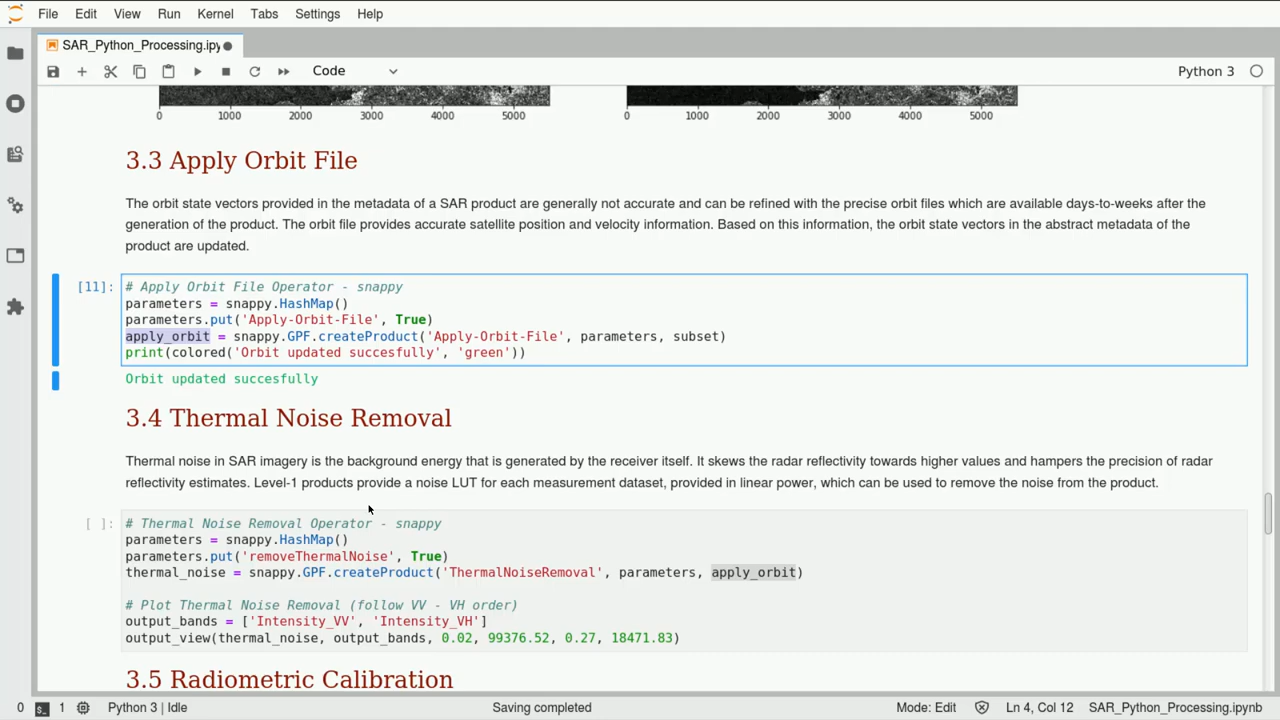 File Edit View Run Kernel Tabs Settings Help
SAR_Python_Processing.ipy
Code
Python 3
0 1000 2000 3000 4000 5000 0 1000 2000 3000 4000 5000
3.3 Apply Orbit File
The orbit state vectors provided in the metadata of a SAR product are generally not accurate and can be refined with the precise orbit files which are available days-to-weeks after the
generation of the product. The orbit file provides accurate satellite position and velocity information. Based on this information, the orbit state vectors in the abstract metadata of the
product are updated.
[11]: # Apply Orbit File Operator - snappy
parameters = snappy.HashMap()
parameters.put('Apply-Orbit-File', True)
apply_orbit = snappy.GPF.createProduct('Apply-Orbit-File', parameters, subset)
print(colored('Orbit updated succesfully', 'green'))
Orbit updated succesfully
3.4 Thermal Noise Removal
Thermal noise in SAR imagery is the background energy that is generated by the receiver itself. It skews the radar reflectivity towards higher values and hampers the precision of radar
reflectivity estimates. Level-1 products provide a noise LUT for each measurement dataset, provided in linear power, which can be used to remove the noise from the product.
[ ]: # Thermal Noise Removal Operator - snappy
parameters = snappy.HashMap()
parameters.put('removeThermalNoise', True)
thermal_noise = snappy.GPF.createProduct('ThermalNoiseRemoval', parameters, apply_orbit)
# Plot Thermal Noise Removal (follow VV - VH order)
output_bands = ['Intensity_VV', 'Intensity_VH']
output_view(thermal_noise, output_bands, 0.02, 99376.52, 0.27, 18471.83)
3.5 Radiometric Calibration
0 1 Python 3 | Idle Saving completed Mode: Edit Ln 4, Col 12 SAR_Python_Processing.ipynb